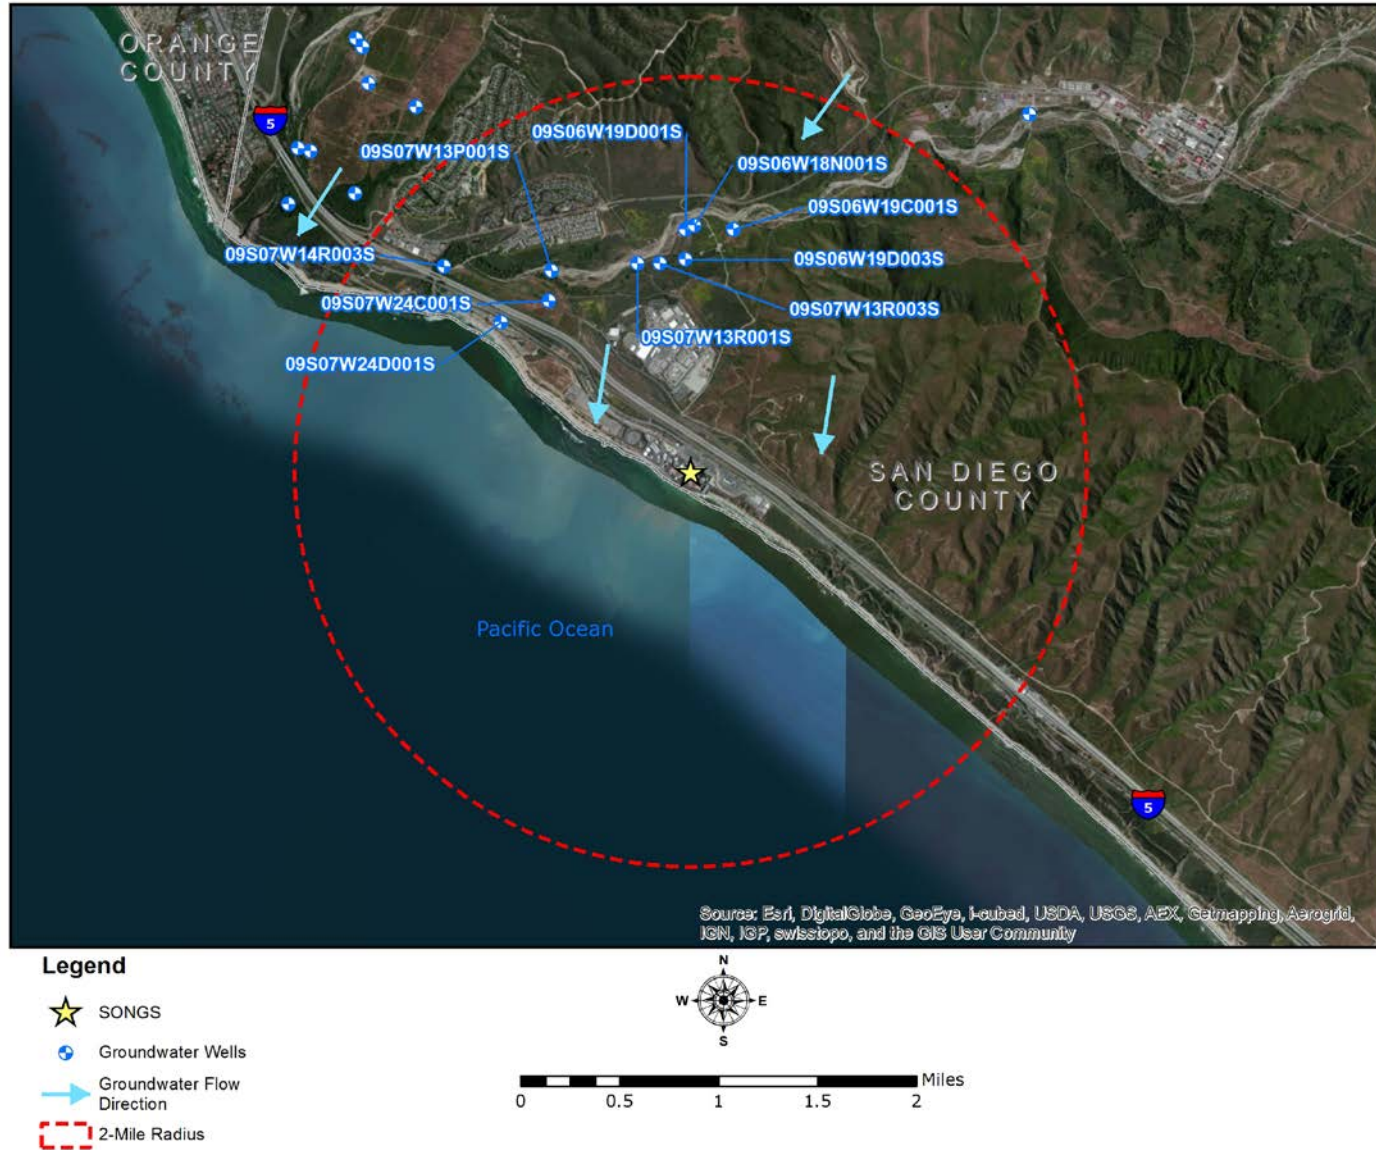 ORANGE
COUNTY
5
09S06W19D001S
09S07W13P001S
09S06W18N001S
09S06W19C001S
09S07W14R003S
09S06W19D003S
09S07W24C001S
09S07W13R003S
09S07W13R001S
09S07W24D001S
SAN DIEGO
COUNTY
Pacific Ocean
5
Source: Esri, DigitalGlobe, GeoEye, i-cubed, USDA, USGS, AEX, Getmapping, Aerogrid,
IGN, IGP, swisstopo, and the GIS User Community
Legend
SONGS
Groundwater Wells
Groundwater Flow
Direction
2-Mile Radius
N
W E
S
Miles
0 0.5 1 1.5 2